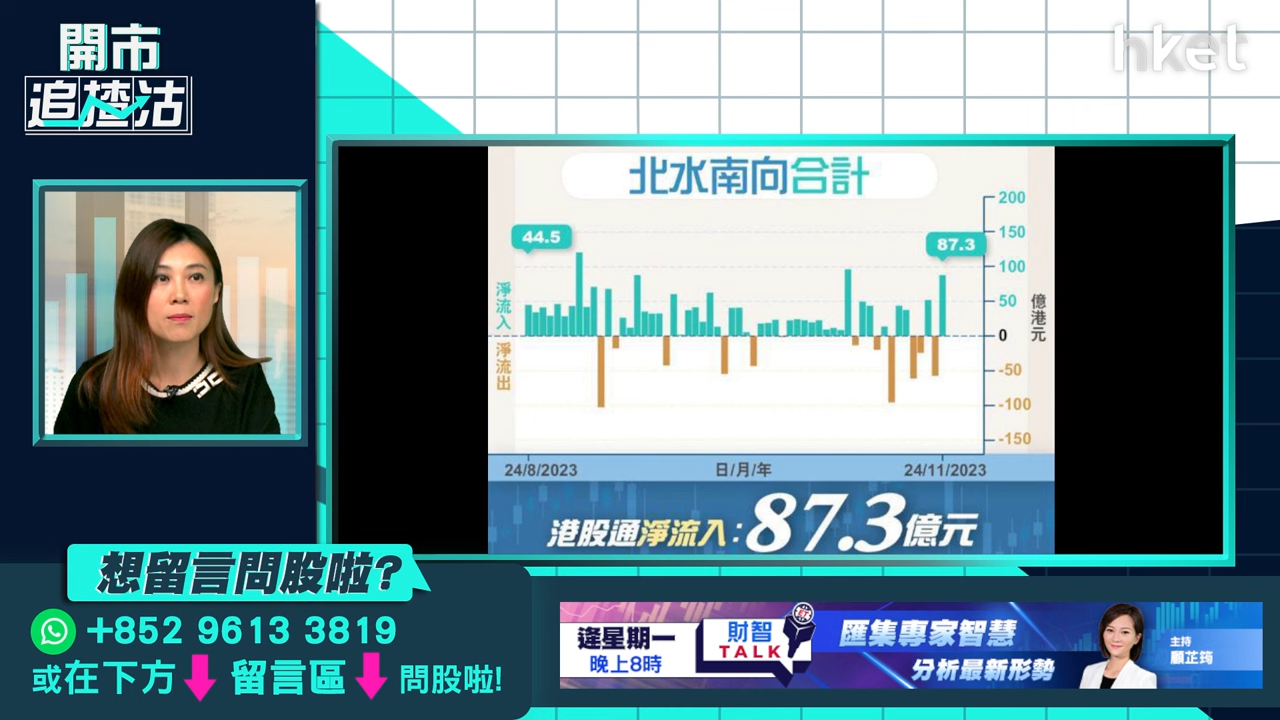 開市
追揸沽
hket
北水南向合計
44.5
87.3
淨流入
淨流出
200
150
100
50
0
-50
-100
-150
億港元
24/8/2023
日/月/年
24/11/2023
港股通淨流入:87.3億元
想留言問股啦?
+852 9613 3819
或在下方 留言區 問股啦!
逢星期一
晚上8時
財智
TALK
匯集專家智慧
分析最新形勢
主持
顧芷筠